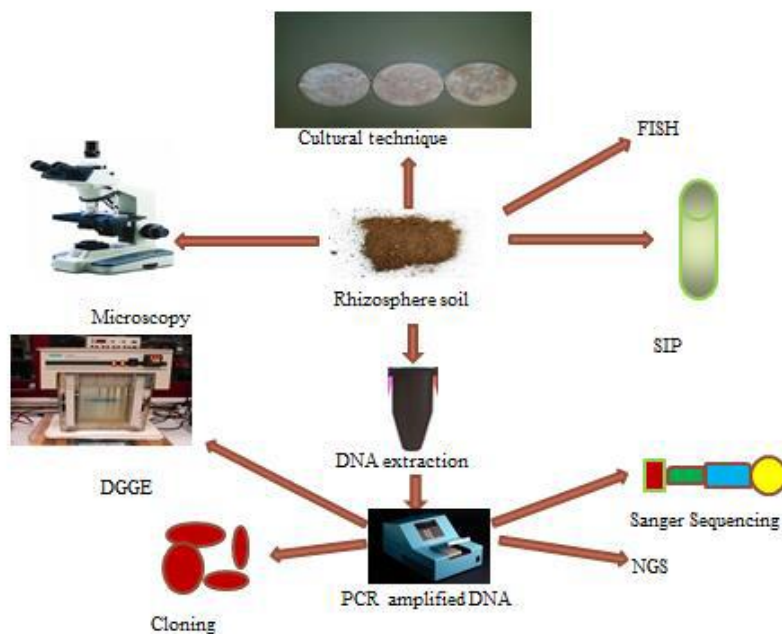 Cultural technique
FISH
Rhizosphere soil
Microscopy
SIP
DNA extraction
DGGE
Sanger Sequencing
NGS
PCR amplified DNA
Cloning